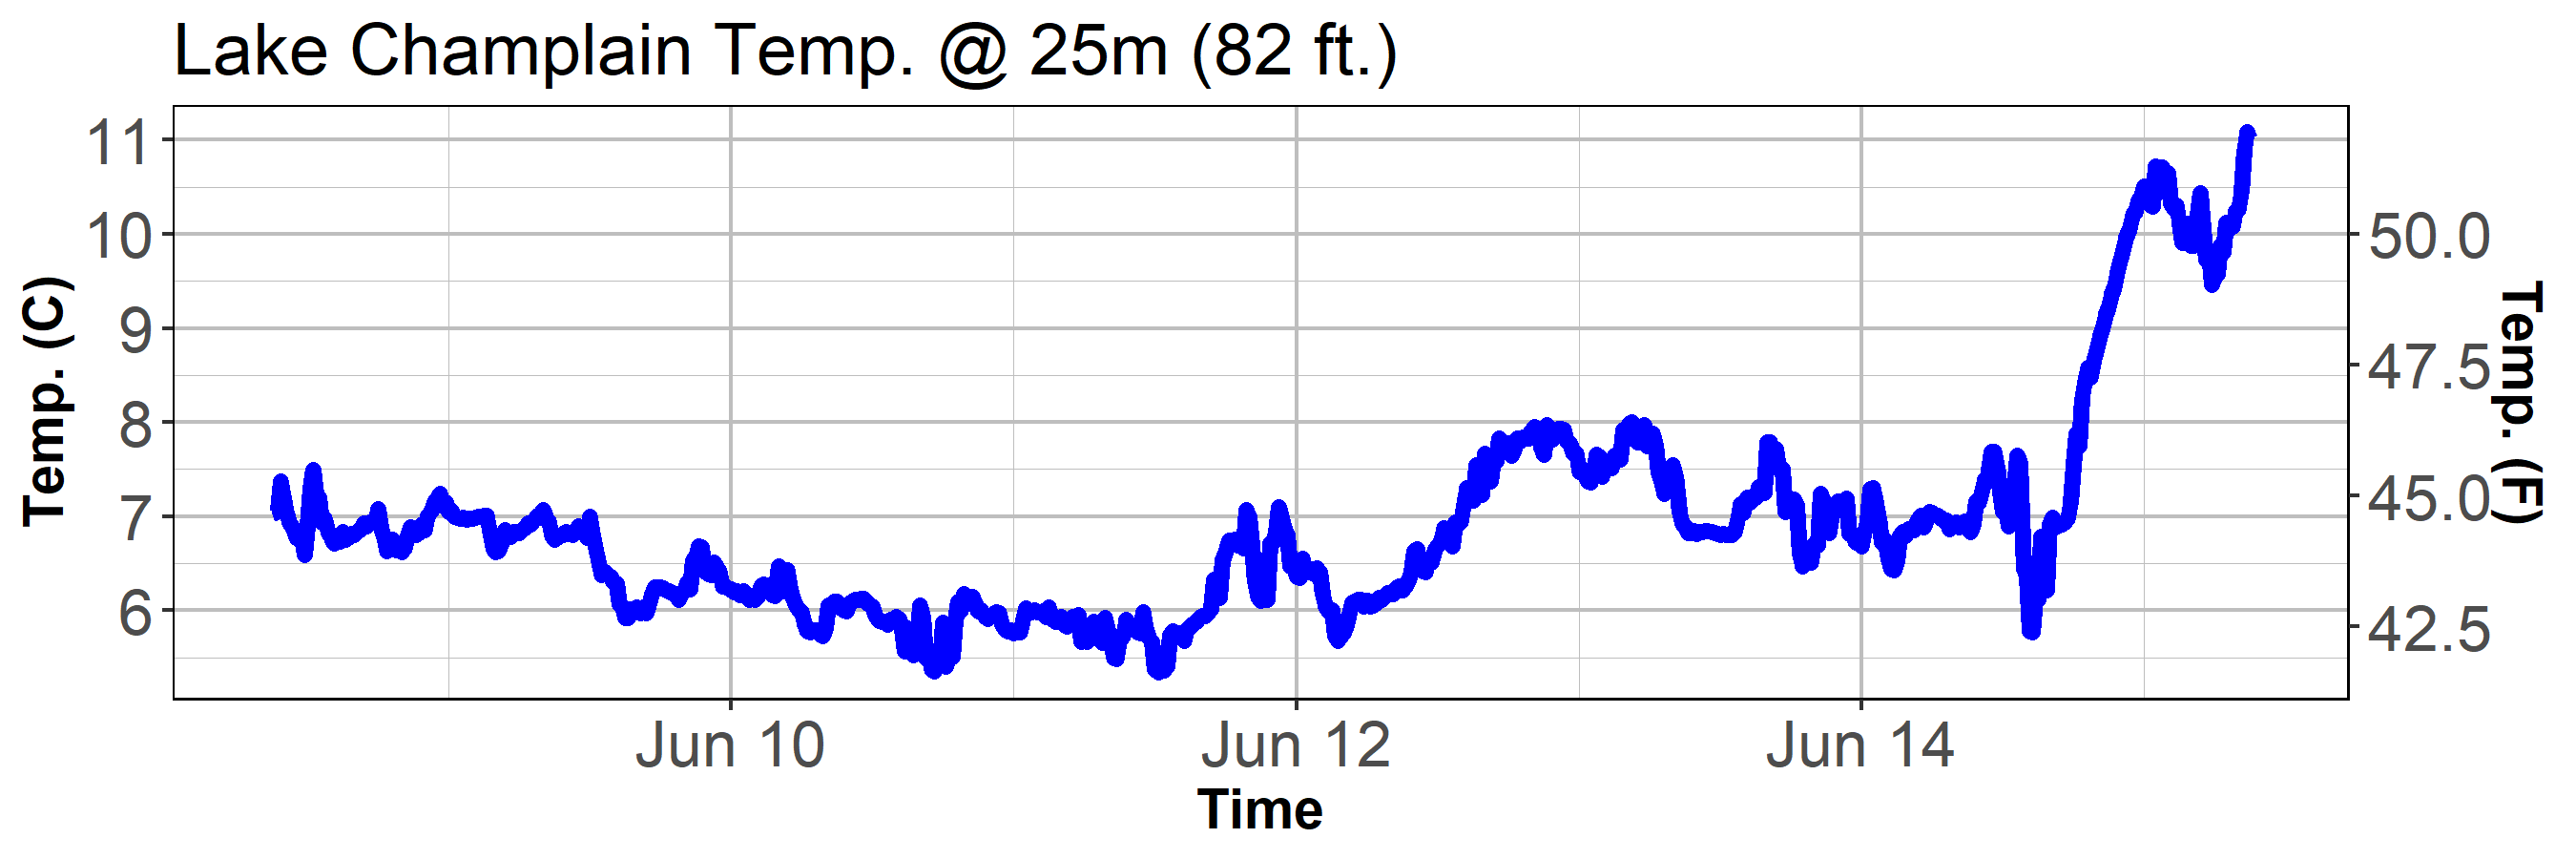 Lake Champlain Temp. @ 25m (82 ft.)
11
10
9
8
7
6
Temp. (C)
50.0
47.5
45.0
42.5
Temp. (F)
Jun 10
Jun 12
Jun 14
Time